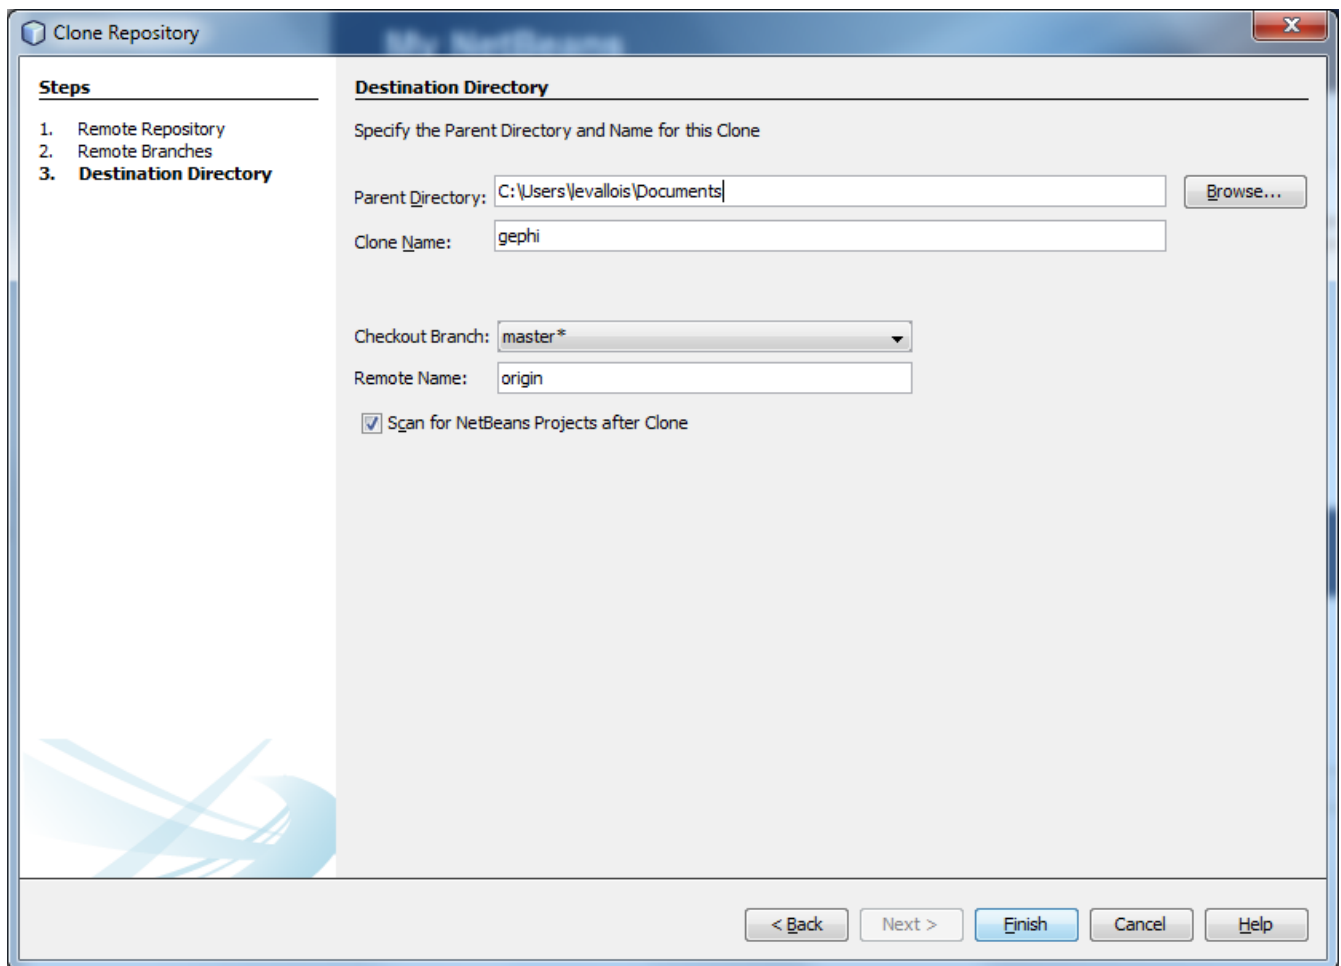 Clone Repository
My NetBeans
x
Steps
1. Remote Repository
2. Remote Branches
3. Destination Directory
Destination Directory
Specify the Parent Directory and Name for this Clone
Parent Directory: C:\Users\levallois\Documents Browse...
Clone Name: gephi
Checkout Branch: master*
Remote Name: origin
Scan for NetBeans Projects after Clone
< Back Next > Finish Cancel Help